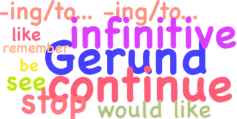 -ing/to... -ing/to...
like infinitive
remember
be Gerund
see continue
stop would like